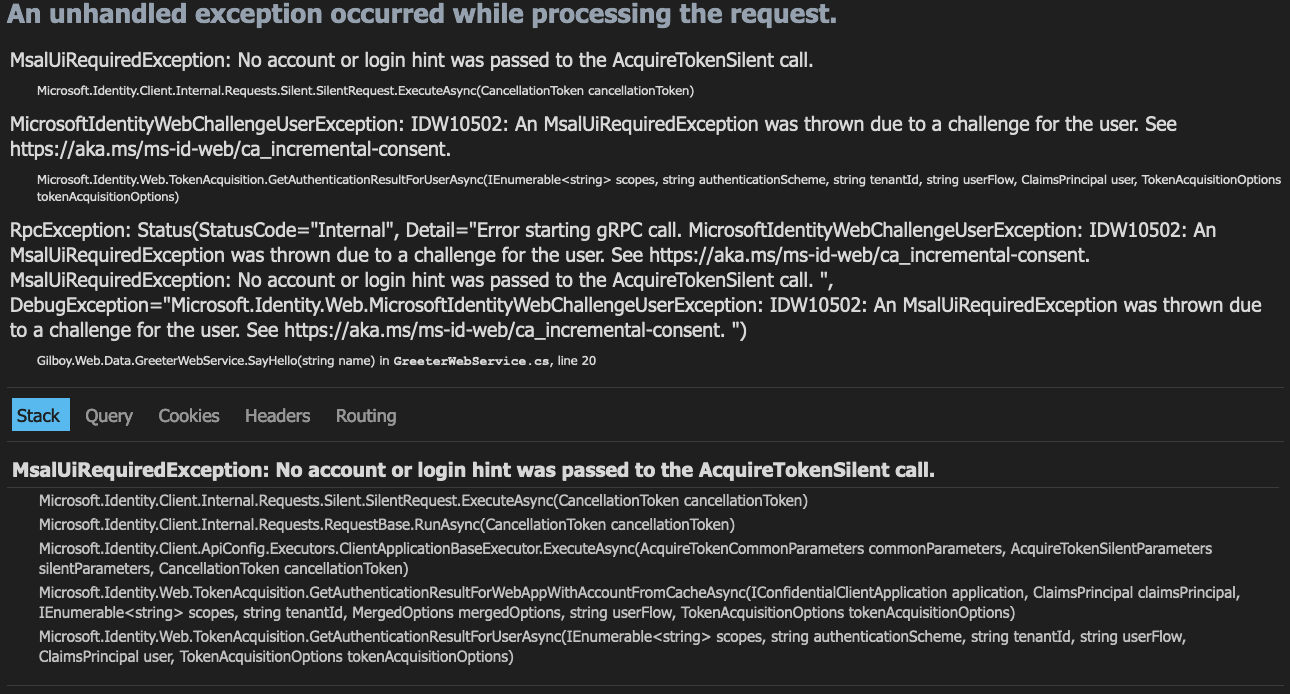 An unhandled exception occurred while processing the request.
MsalUiRequiredException: No account or login hint was passed to the AcquireTokenSilent call.
Microsoft.Identity.Client.Internal.Requests.Silent.SilentRequest.ExecuteAsync(CancellationToken cancellationToken)
MicrosoftIdentityWebChallengeUserException: IDW10502: An MsalUiRequiredException was thrown due to a challenge for the user. See
https://aka.ms/ms-id-web/ca_incremental-consent.
Microsoft.Identity.Web.TokenAcquisition.GetAuthenticationResultForUserAsync(IEnumerable<string> scopes, string authenticationScheme, string tenantId, string userFlow, ClaimsPrincipal user, TokenAcquisitionOptions
tokenAcquisitionOptions)
RpcException: Status(StatusCode="Internal", Detail="Error starting gRPC call. MicrosoftIdentityWebChallengeUserException: IDW10502: An
MsalUiRequiredException was thrown due to a challenge for the user. See https://aka.ms/ms-id-web/ca_incremental-consent.
MsalUiRequiredException: No account or login hint was passed to the AcquireTokenSilent call. ",
DebugException="Microsoft.Identity.Web.MicrosoftIdentityWebChallengeUserException: IDW10502: An MsalUiRequiredException was thrown due
to a challenge for the user. See https://aka.ms/ms-id-web/ca_incremental-consent. ")
Gilboy.Web.Data.GreeterWebService.SayHello(string name) in GreeterWebService.cs, line 20
Stack Query Cookies Headers Routing
MsalUiRequiredException: No account or login hint was passed to the AcquireTokenSilent call.
Microsoft.Identity.Client.Internal.Requests.Silent.SilentRequest.ExecuteAsync(CancellationToken cancellationToken)
Microsoft.Identity.Client.Internal.Requests.RequestBase.RunAsync(CancellationToken cancellationToken)
Microsoft.Identity.Client.ApiConfig.Executors.ClientApplicationBaseExecutor.ExecuteAsync(AcquireTokenCommonParameters commonParameters, AcquireTokenSilentParameters
silentParameters, CancellationToken cancellationToken)
Microsoft.Identity.Web.TokenAcquisition.GetAuthenticationResultForWebAppWithAccountFromCacheAsync(IConfidentialClientApplication application, ClaimsPrincipal claimsPrincipal,
IEnumerable<string> scopes, string tenantId, MergedOptions mergedOptions, string userFlow, TokenAcquisitionOptions tokenAcquisitionOptions)
Microsoft.Identity.Web.TokenAcquisition.GetAuthenticationResultForUserAsync(IEnumerable<string> scopes, string authenticationScheme, string tenantId, string userFlow,
ClaimsPrincipal user, TokenAcquisitionOptions tokenAcquisitionOptions)